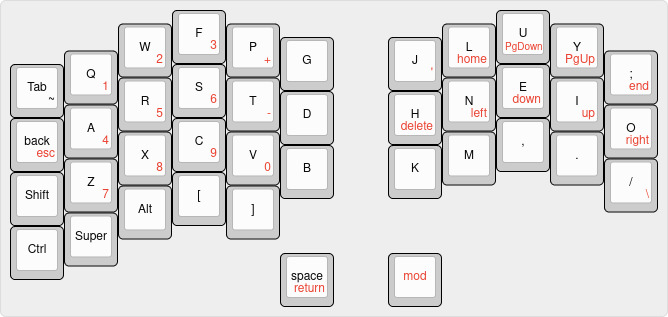 Tab
~
Q
1
W
2
F
3
P
+
G
J
'
L
home
U
PgDown
Y
PgUp
;
end
back
esc
A
4
R
5
S
6
T
-
D
H
delete
N
left
E
down
I
up
O
right
Shift
Z
7
X
8
C
9
V
0
B
K
M
,
.
/
\
Ctrl
Super
Alt
[
]
space
return
mod